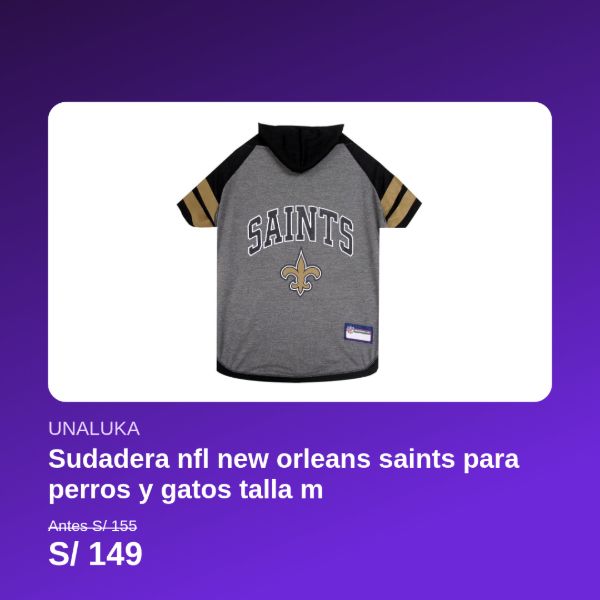 SAINTS
UNALUKA
Sudadera nfl new orleans saints para
perros y gatos talla m
Antes S/ 155
S/ 149